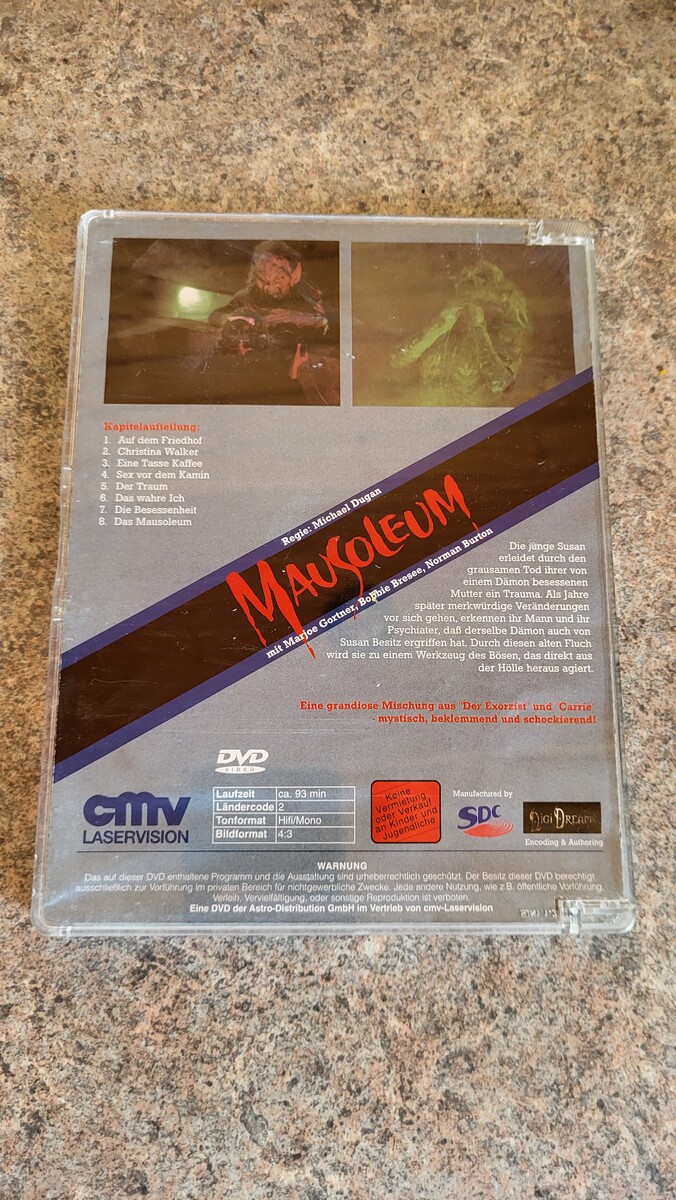 Kapitelaufteilung:
1. Auf dem Friedhof
2. Christina Walker
3. Eine Tasse Kaffee
4. Sex vor dem Kamin
5. Der Traum
6. Das wahre Ich
7. Die Besessenheit
8. Das Mausoleum
Regie: Michael Dugan
MAUSOLEUM
mit Marjoe Gortner, Bobbie Bresee, Norman Burton
Die junge Susan
erleidet durch den
grausamen Tod ihrer von
einem Dämon besessenen
Mutter ein Trauma. Als Jahre
später merkwürdige Veränderungen
vor sich gehen, erkennen ihr Mann und ihr
Psychiater, daß derselbe Dämon auch von
Susan Besitz ergriffen hat. Durch diesen alten Fluch
wird sie zu einem Werkzeug des Bösen, das direkt aus
der Hölle heraus agiert.
Eine grandiose Mischung aus "Der Exorzist" und "Carrie"
- mystisch, beklemmend und schockierend!
DVD
VIDEO
cmv
LASERVISION
Laufzeit ca. 93 min
Ländercode 2
Tonformat Hifi/Mono
Bildformat 4:3
Keine
Vermietung
oder Verkauf
an Kinder und
Jugendliche
Manufactured by
SDC
DIGI DREAMS
Encoding & Authoring
WARNUNG
Das auf dieser DVD enthaltene Programm und die Ausstattung sind urheberrechtlich geschützt. Der Besitz dieser DVD berechtigt
ausschließlich zur Vorführung im privaten Bereich für nichtgewerbliche Zwecke. Jede andere Nutzung, wie z.B. öffentliche Vorführung,
Verleih, Vervielfältigung, oder sonstige Reproduktion ist verboten.
Eine DVD der Astro-Distribution GmbH im Vertrieb von cmv-Laservision